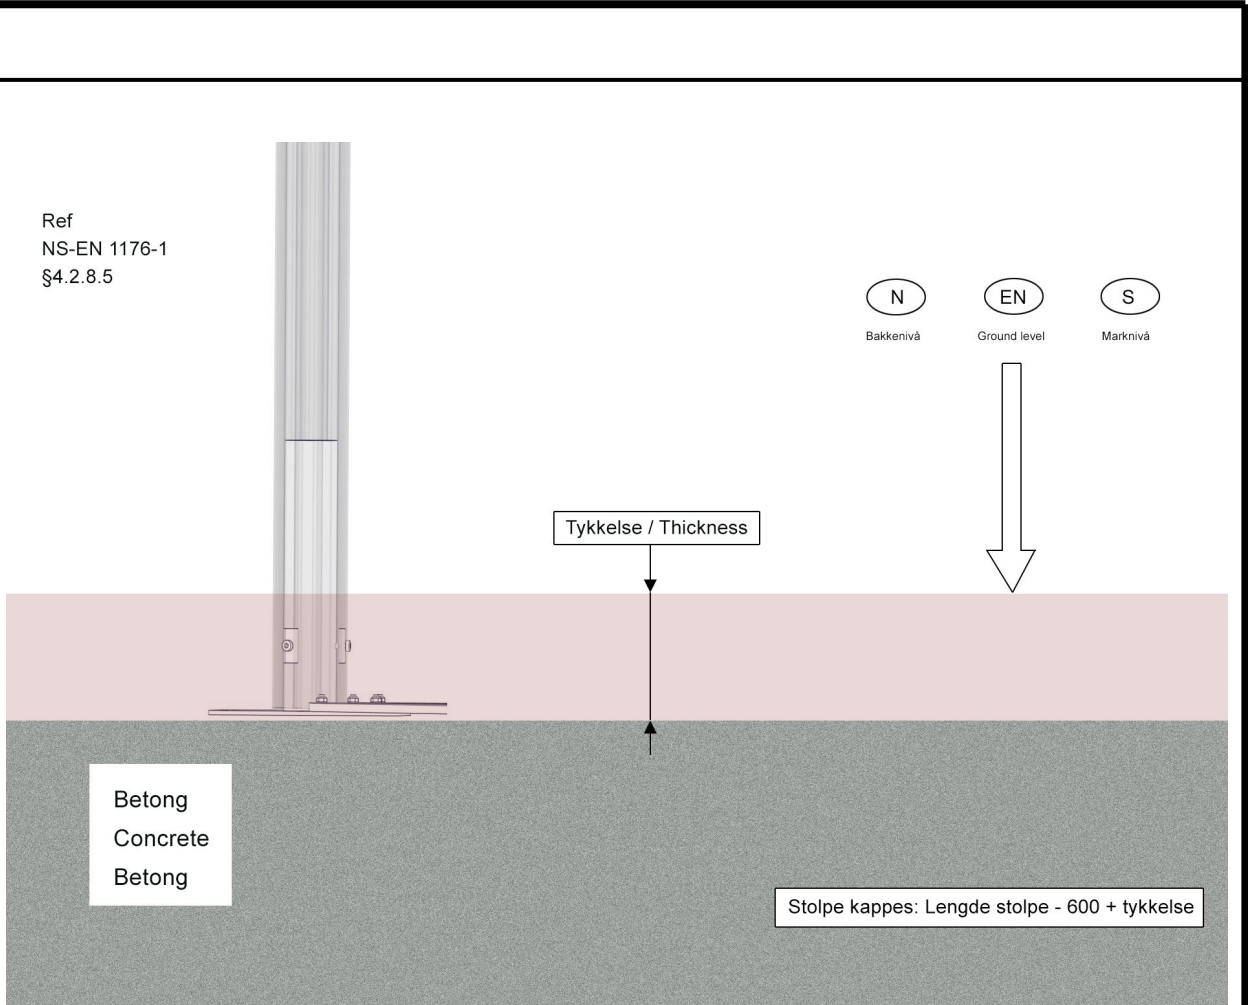 Ref
NS-EN 1176-1
§4.2.8.5
N
EN
S
Bakkenivå
Ground level
Marknivå
Tykkelse / Thickness
Betong
Concrete
Betong
Stolpe kappes: Lengde stolpe - 600 + tykkelse